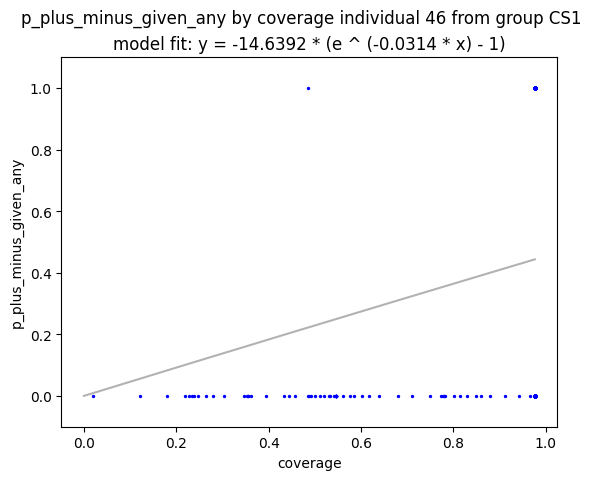 p_plus_minus_given_any by coverage individual 46 from group CS1
model fit: y = -14.6392 * (e ^ (-0.0314 * x) - 1)
1.0
0.8
0.6
0.4
0.2
0.0
p_plus_minus_given_any
0.0 0.2 0.4 0.6 0.8 1.0
coverage